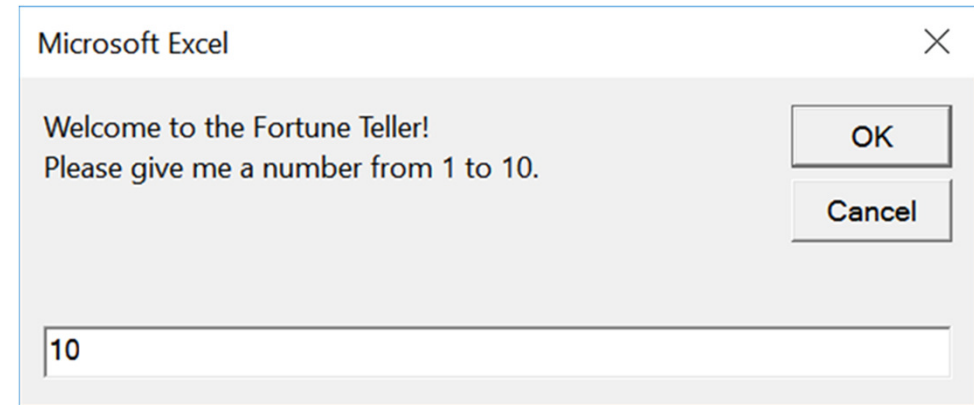 Microsoft Excel
Welcome to the Fortune Teller!
Please give me a number from 1 to 10.
OK
Cancel
10